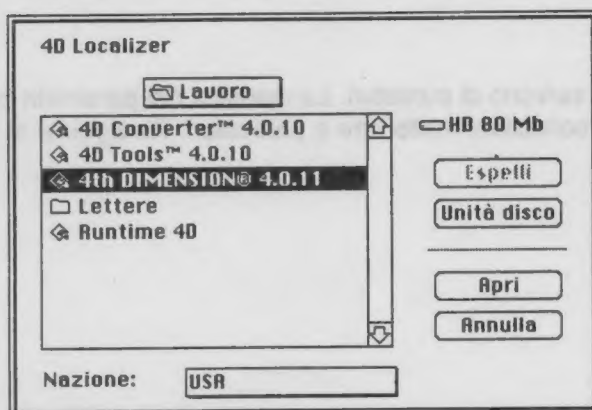 4D Localizer
Lavoro
4D Converter™ 4.0.10
4D Tools™ 4.0.10
4th DIMENSION® 4.0.11
Lettere
Runtime 4D
HD 80 Mb
Espelli
Unità disco
Apri
Annulla
Nazione: USA